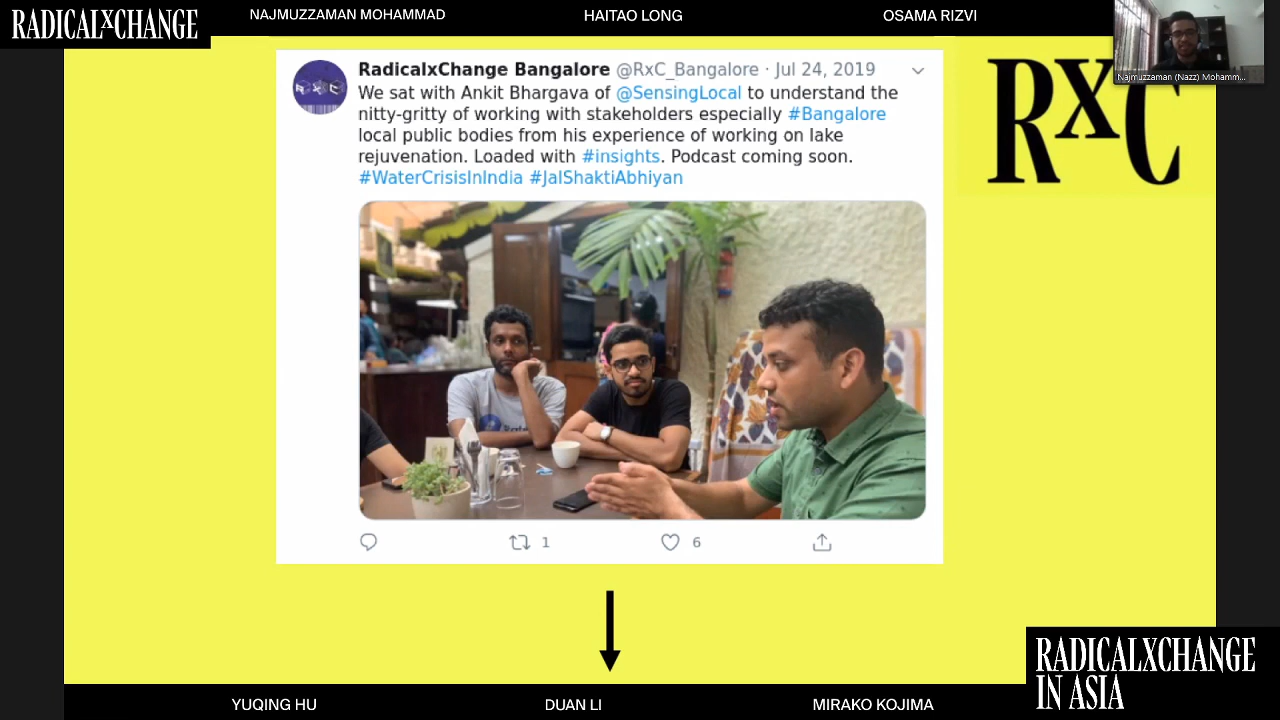 RADICALXCHANGE
NAJMUZZAMAN MOHAMMAD
HAITAO LONG
OSAMA RIZVI
Najmuzzaman (Nazz) Mohamm...
RXC
RadicalxChange Bangalore @RxC_Bangalore · Jul 24, 2019
We sat with Ankit Bhargava of @SensingLocal to understand the
nitty-gritty of working with stakeholders especially #Bangalore
local public bodies from his experience of working on lake
rejuvenation. Loaded with #insights. Podcast coming soon.
#WaterCrisisInIndia #JalShaktiAbhiyan
1
6
RADICALXCHANGE
IN ASIA
YUQING HU
DUAN LI
MIRAKO KOJIMA